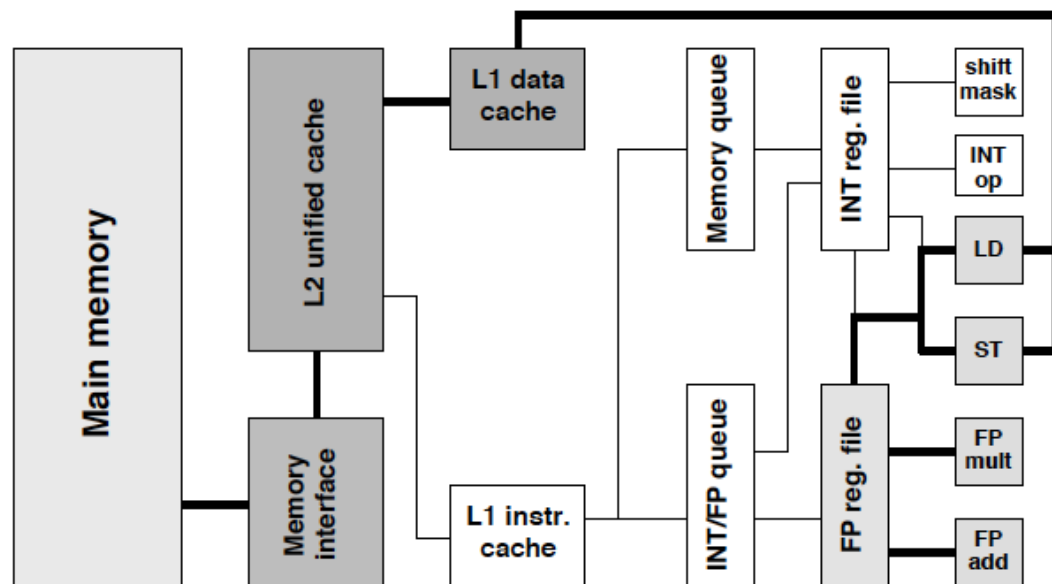 Main memory
L2 unified cache
Memory
interface
L1 data
cache
L1 instr.
cache
Memory queue
INT/FP queue
INT reg. file
FP reg. file
shift
mask
INT
op
LD
ST
FP
mult
FP
add